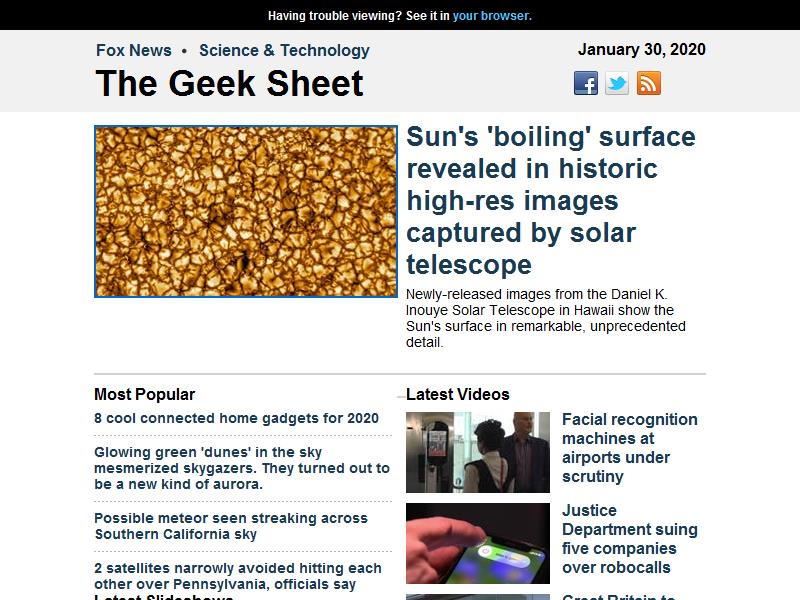 Having trouble viewing? See it in your browser.
Fox News • Science & Technology
January 30, 2020
The Geek Sheet
Sun's 'boiling' surface
revealed in historic
high-res images
captured by solar
telescope
Newly-released images from the Daniel K.
Inouye Solar Telescope in Hawaii show the
Sun's surface in remarkable, unprecedented
detail.
Most Popular
8 cool connected home gadgets for 2020
Glowing green 'dunes' in the sky
mesmerized skygazers. They turned out to
be a new kind of aurora.
Possible meteor seen streaking across
Southern California sky
2 satellites narrowly avoided hitting each
other over Pennsylvania, officials say
Latest Slideshows
Latest Videos
Facial recognition
machines at
airports under
scrutiny
Justice
Department suing
five companies
over robocalls
Great Britain to